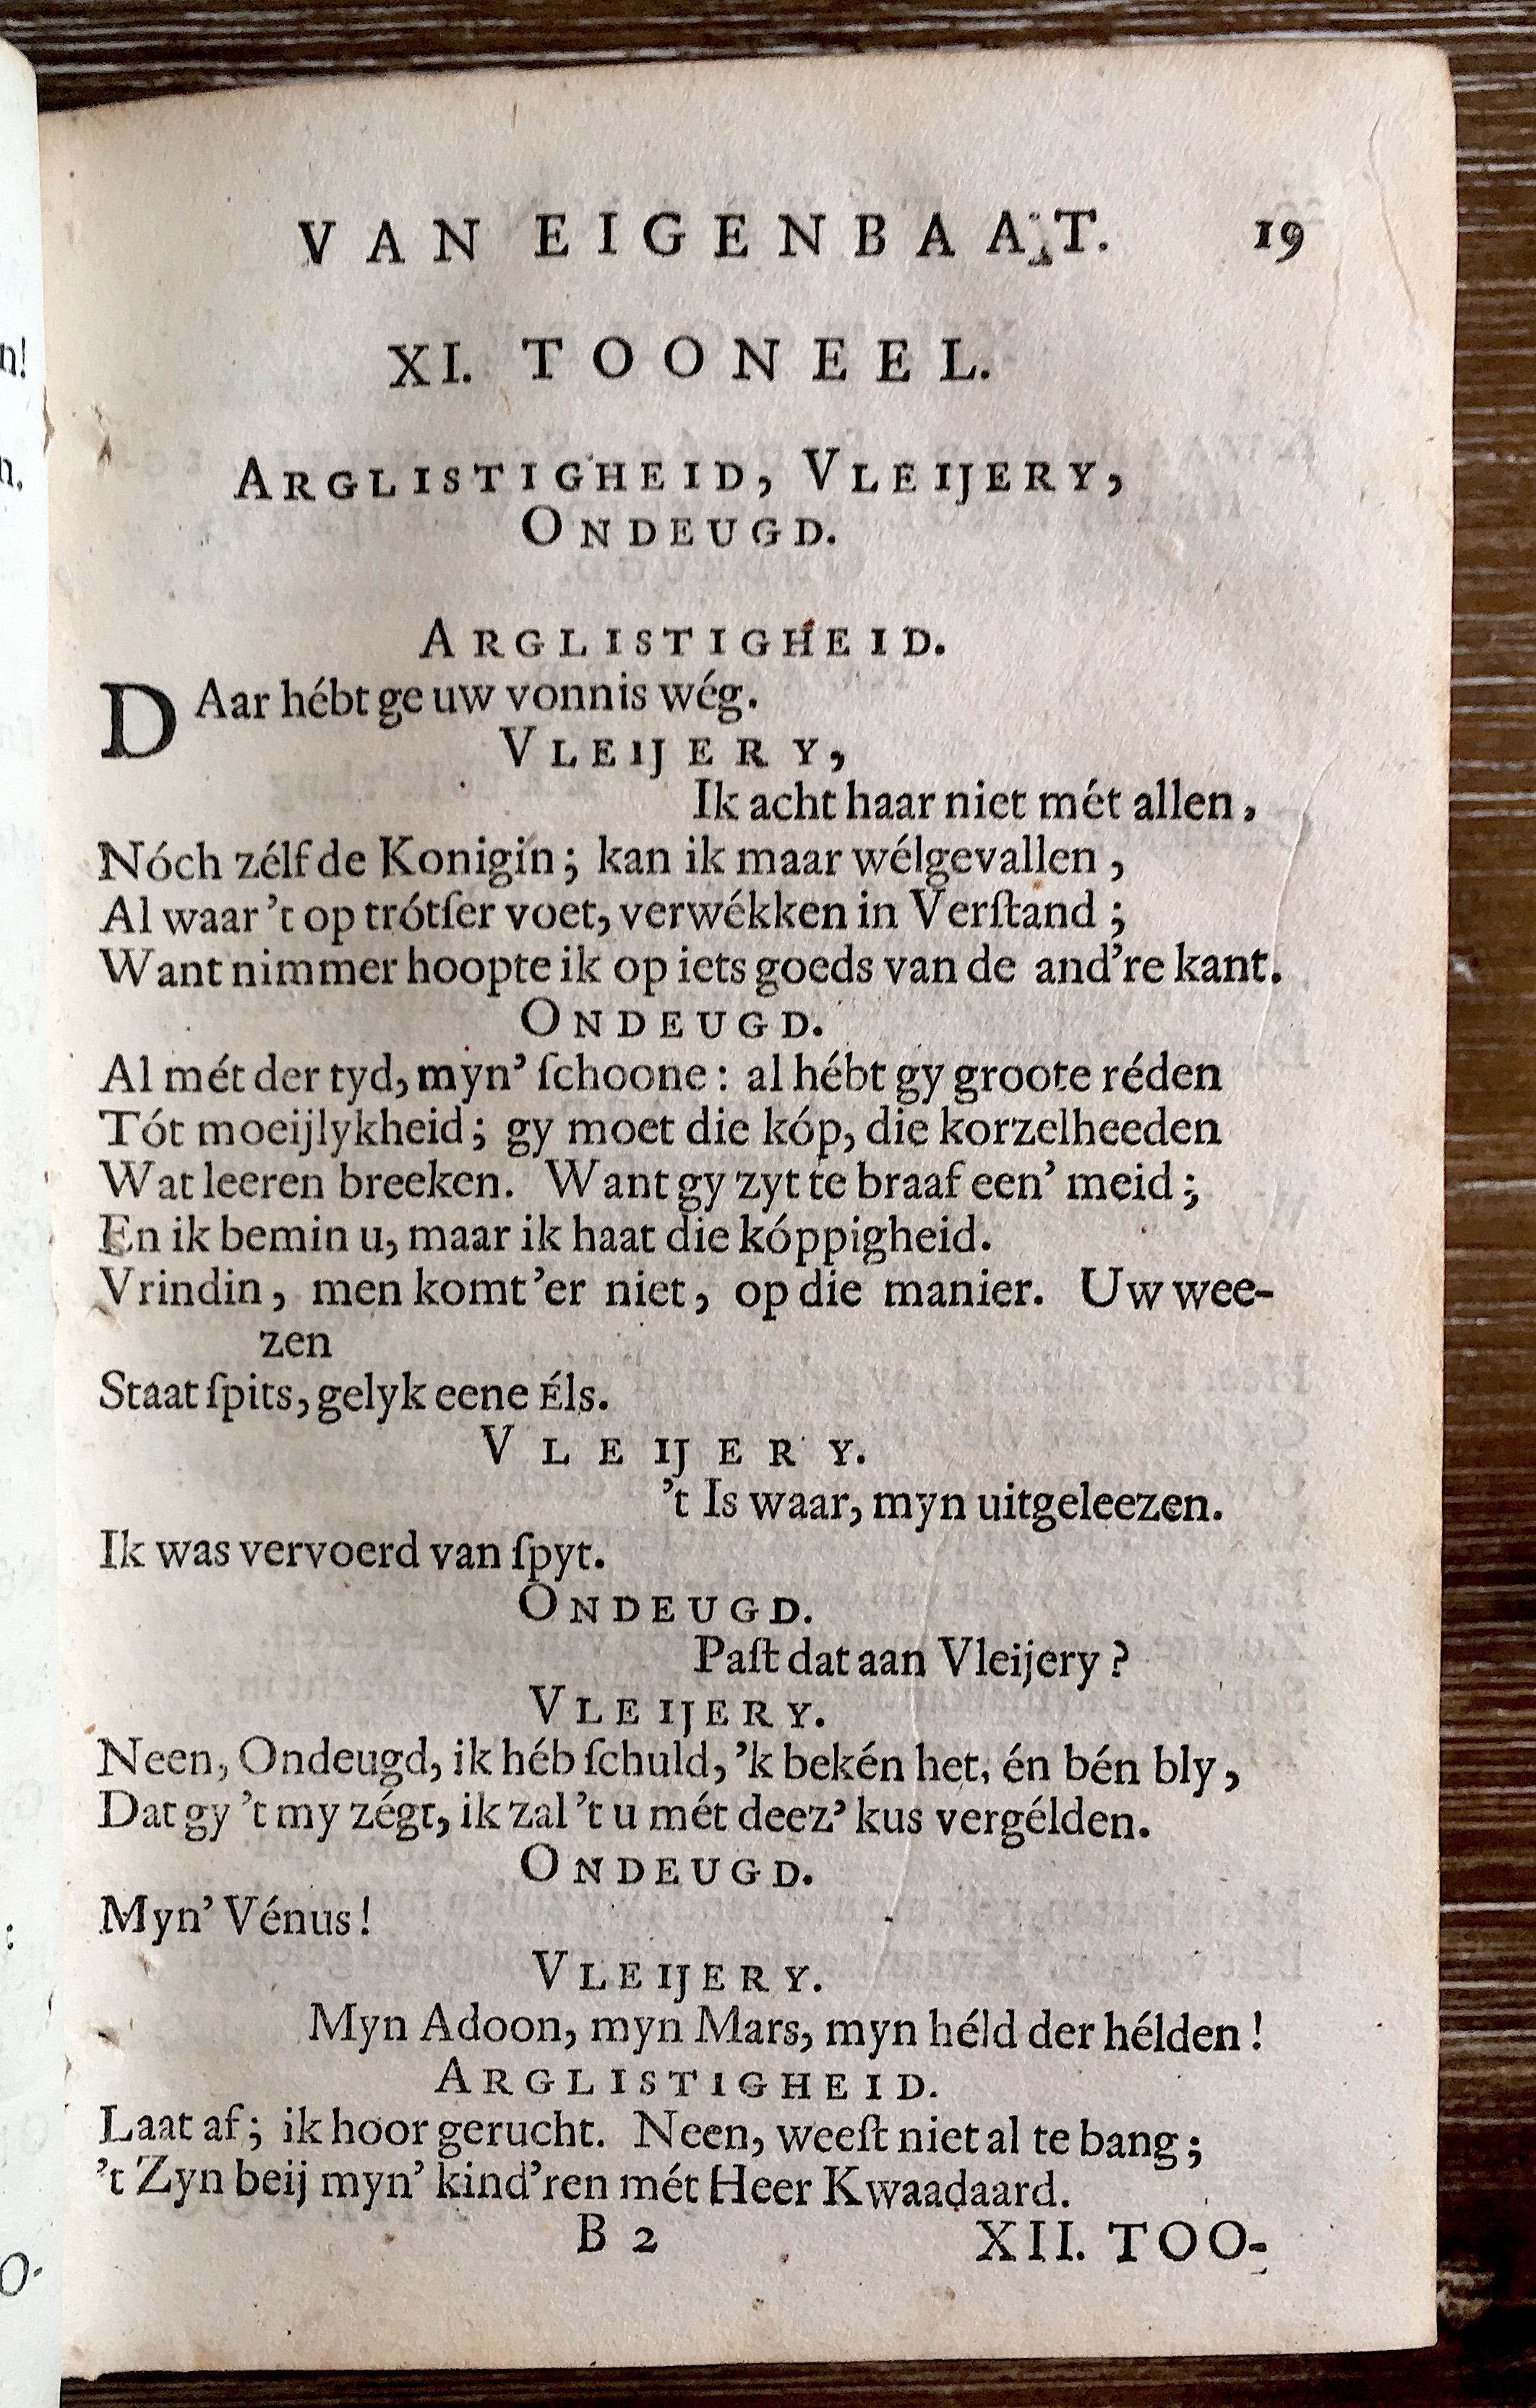 VAN EIGENBAAT. 19
XI. TOONEEL.
ARGLISTIGHEID, VLEIJERY,
ONDEUGD.
ARGLISTIGHEID.
DAar hébt ge uw vonnis wég.
VLEIJERY,
Ik acht haar niet mét allen,
Nóch zélf de Konigin; kan ik maar wélgevallen,
Al waar 't op trótſer voet, verwékken in Verſtand;
Want nimmer hoopte ik op iets goeds van de and're kant.
ONDEUGD.
Al mét der tyd, myn' ſchoone: al hébt gy groote réden
Tót moeijlykheid; gy moet die kóp, die korzelheeden
Wat leeren breeken. Want gy zyt te braaf een' meid;
En ik bemin u, maar ik haat die kóppigheid.
Vrindin, men komt 'er niet, op die manier. Uw wee-
zen
Staat ſpits, gelyk eene Éls.
VLEIJERY.
't Is waar, myn uitgeleezen.
Ik was vervoerd van ſpyt.
ONDEUGD.
Paſt dat aan Vleijery?
VLEIJERY.
Neen, Ondeugd, ik héb ſchuld, 'k bekén het, én bén bly,
Dat gy 't my zégt, ik zal 't u mét deez' kus vergélden.
ONDEUGD.
Myn' Vénus!
VLEIJERY.
Myn Adoon, myn Mars, myn héld der hélden!
ARGLISTIGHEID.
Laat af; ik hoor gerucht. Neen, weeſt niet al te bang;
't Zyn beij myn' kind'ren mét Heer Kwaadaard.
B 2 XII. TOO-